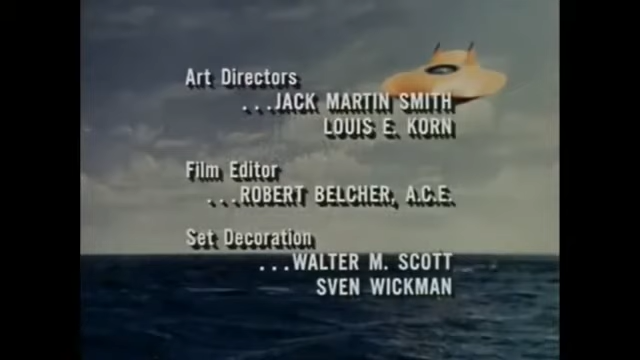 Art Directors
...JACK MARTIN SMITH
LOUIS E. KORN
Film Editor
...ROBERT BELCHER, A.C.E.
Set Decoration
...WALTER M. SCOTT
SVEN WICKMAN